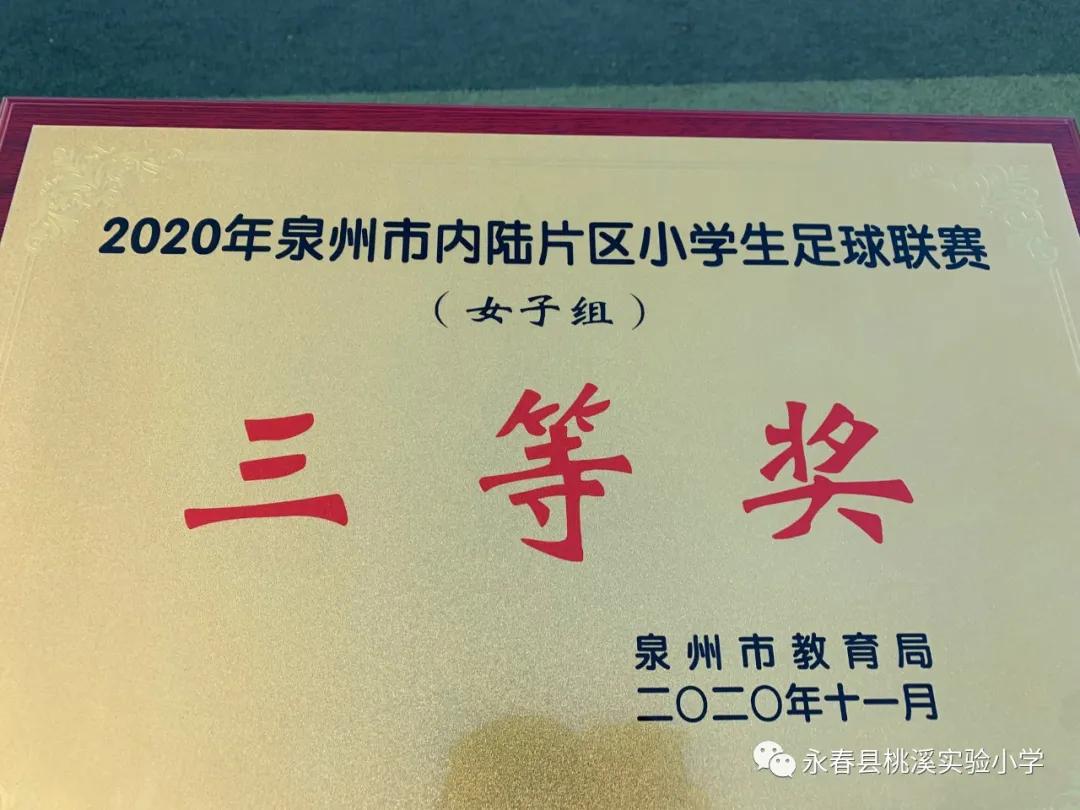 2020年泉州市内陆片区小学生足球联赛
（女子组）
三等奖
泉州市教育局
二〇二〇年十一月
永春县桃溪实验小学